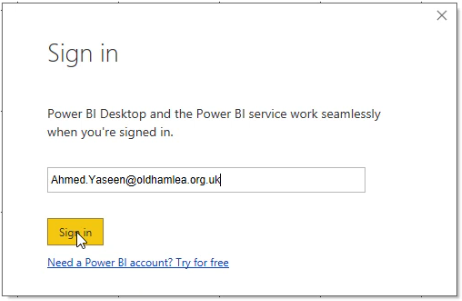 Sign in
Power BI Desktop and the Power BI service work seamlessly
when you're signed in.
Ahmed.Yaseen@oldhamlea.org.uk
Sign in
Need a Power BI account? Try for free